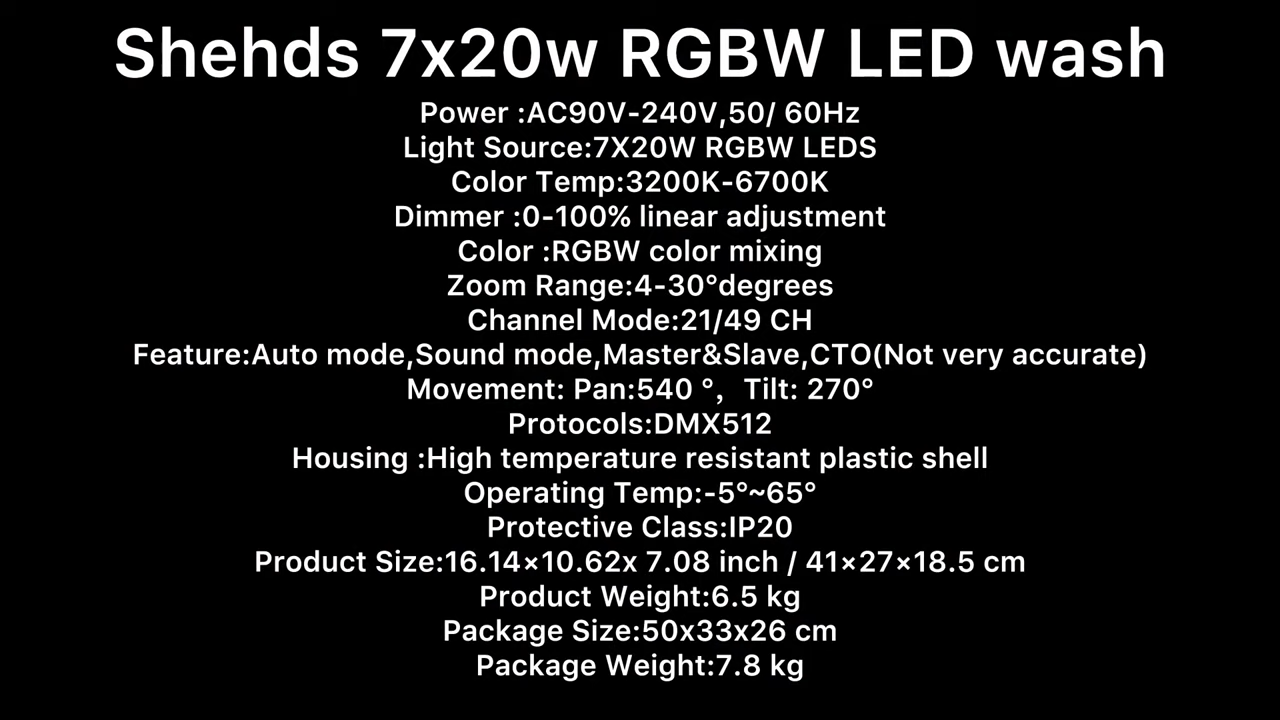 Shehds 7x20w RGBW LED wash
Power :AC90V-240V,50/ 60Hz
Light Source:7X20W RGBW LEDS
Color Temp:3200K-6700K
Dimmer :0-100% linear adjustment
Color :RGBW color mixing
Zoom Range:4-30°degrees
Channel Mode:21/49 CH
Feature:Auto mode,Sound mode,Master&Slave,CTO(Not very accurate)
Movement: Pan:540 °，Tilt: 270°
Protocols:DMX512
Housing :High temperature resistant plastic shell
Operating Temp:-5°~65°
Protective Class:IP20
Product Size:16.14×10.62x 7.08 inch / 41×27×18.5 cm
Product Weight:6.5 kg
Package Size:50x33x26 cm
Package Weight:7.8 kg